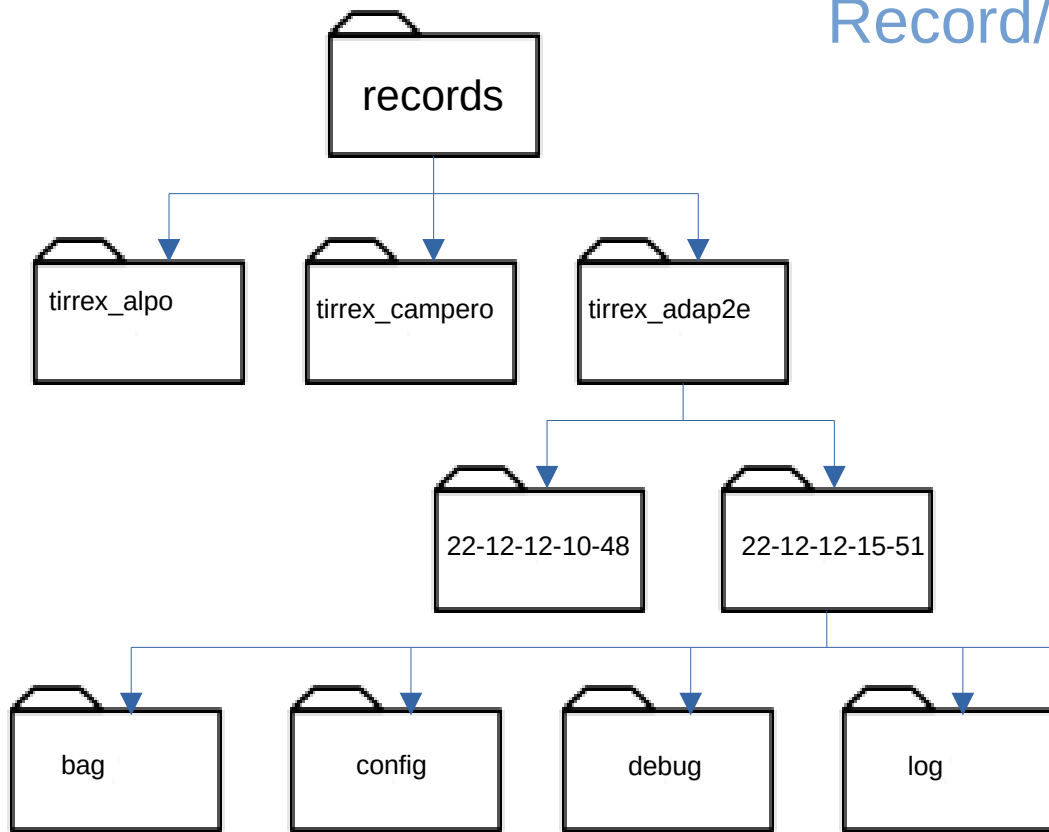 Record/
records
tirrex_alpo
tirrex_campero
tirrex_adap2e
22-12-12-10-48
22-12-12-15-51
bag
config
debug
log